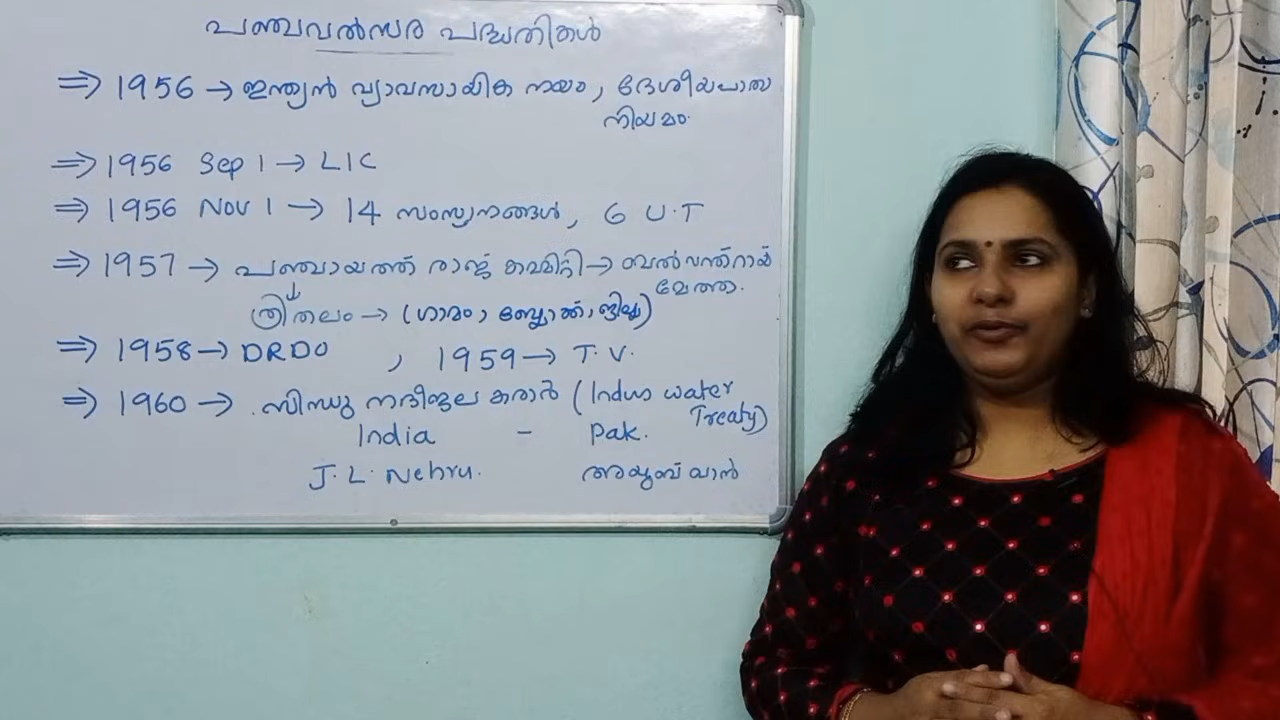 പഞ്ചവൽസര പദ്ധതികൾ
⇒ 1956 → ഇന്ത്യൻ വ്യാവസായിക നയം, ദേശീയപാത
നിയമം.
⇒ 1956 Sep 1 → LIC
⇒ 1956 Nov 1 → 14 സംസ്ഥാനങ്ങൾ, 6 U.T
⇒ 1957 → പഞ്ചായത്ത് രാജ് കമ്മിറ്റി → ബൽവന്ത്റായ്
മേത്ത.
ത്രിതലം → (ഗ്രാമം, ബ്ലോക്ക്, ജില്ല)
⇒ 1958 → DRDO , 1959 → T.V.
⇒ 1960 → സിന്ധു നദീജല കരാർ (Indus water
Treaty)
India - Pak.
J.L. Nehru. അയൂബ് ഖാൻ